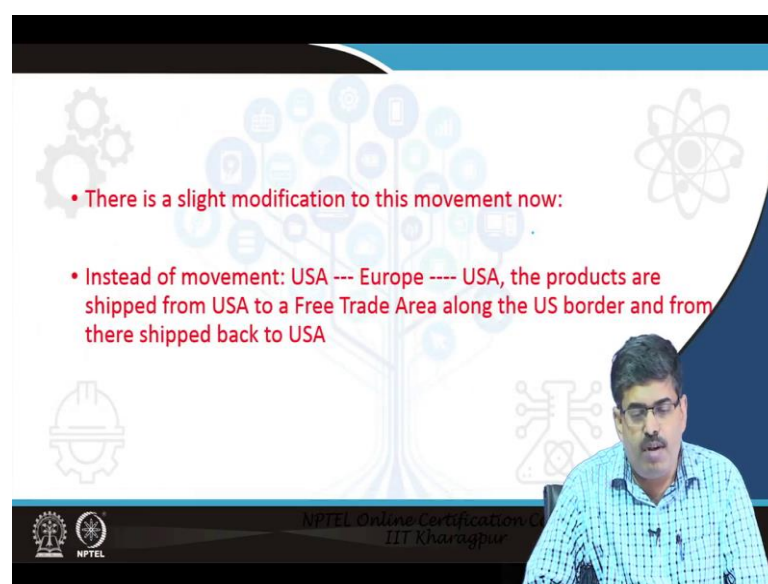 • There is a slight modification to this movement now:
• Instead of movement: USA --- Europe ---- USA, the products are
shipped from USA to a Free Trade Area along the US border and from
there shipped back to USA
NPTEL Online Certification
IIT Kharagpur
NPTEL